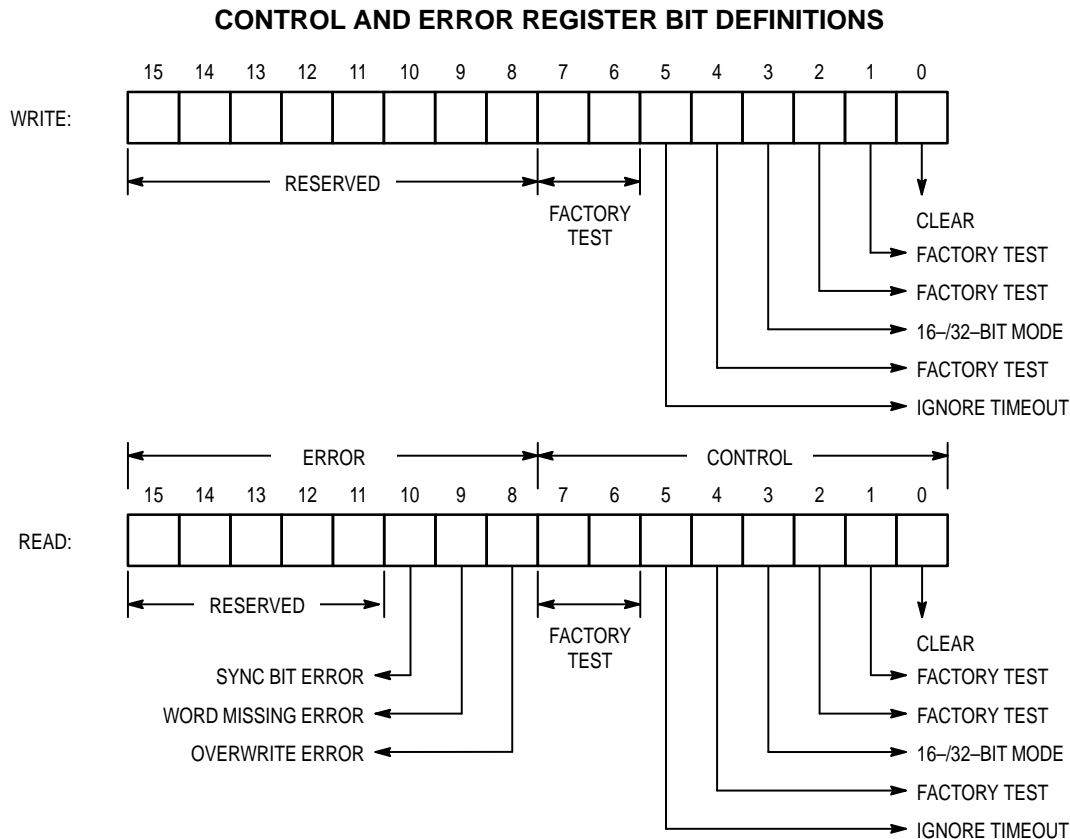 CONTROL AND ERROR REGISTER BIT DEFINITIONS
15 14 13 12 11 10 9 8 7 6 5 4 3 2 1 0
WRITE:
RESERVED
FACTORY
TEST
CLEAR
FACTORY TEST
FACTORY TEST
16–/32–BIT MODE
FACTORY TEST
IGNORE TIMEOUT
ERROR CONTROL
15 14 13 12 11 10 9 8 7 6 5 4 3 2 1 0
READ:
RESERVED
FACTORY
TEST
CLEAR
SYNC BIT ERROR FACTORY TEST
WORD MISSING ERROR FACTORY TEST
OVERWRITE ERROR 16–/32–BIT MODE
FACTORY TEST
IGNORE TIMEOUT